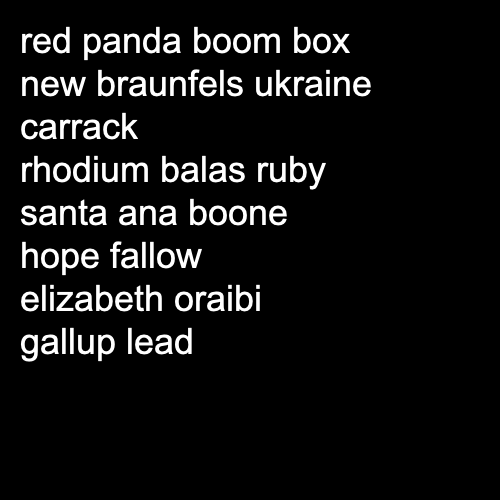 red panda boom box
new braunfels ukraine
carrack
rhodium balas ruby
santa ana boone
hope fallow
elizabeth oraibi
gallup lead